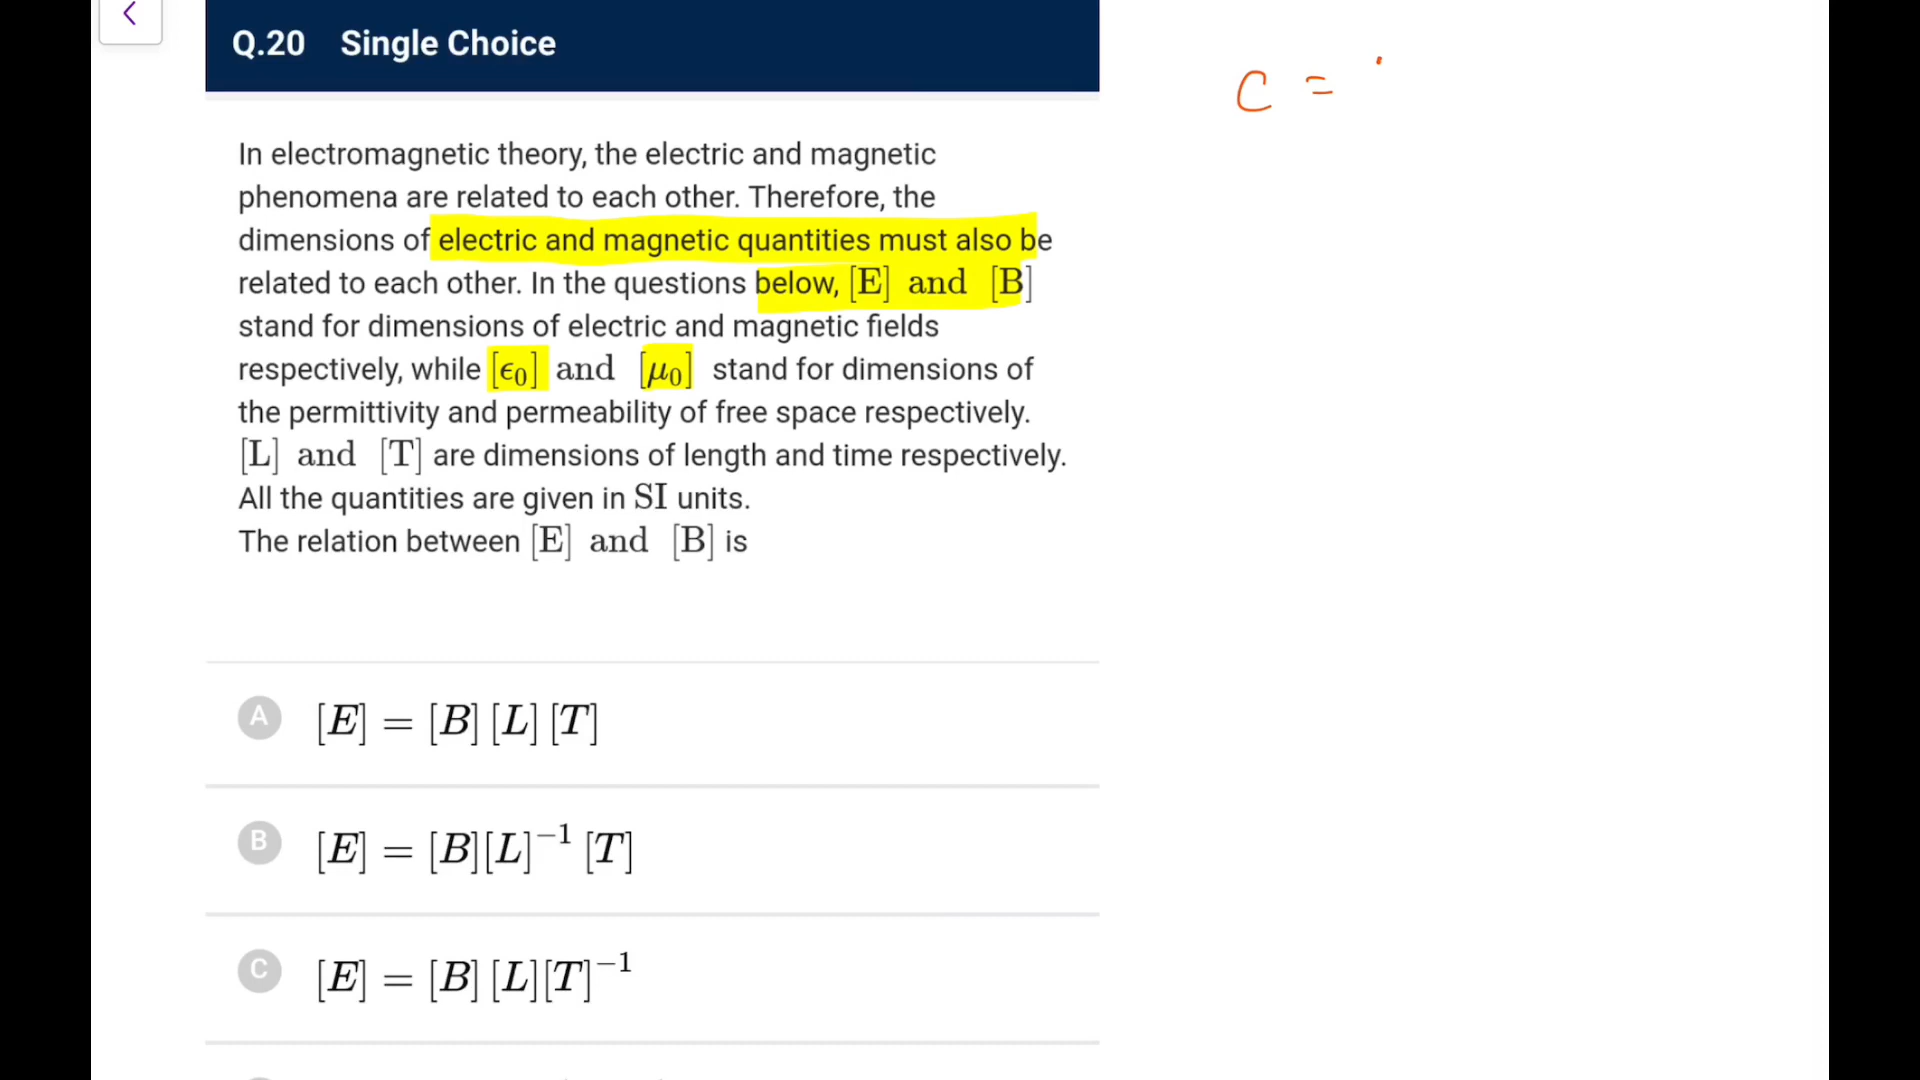 Q.20 Single Choice
C =
In electromagnetic theory, the electric and magnetic
phenomena are related to each other. Therefore, the
dimensions of electric and magnetic quantities must also be
related to each other. In the questions below, [E] and [B]
stand for dimensions of electric and magnetic fields
respectively, while [ϵ₀] and [μ₀] stand for dimensions of
the permittivity and permeability of free space respectively.
[L] and [T] are dimensions of length and time respectively.
All the quantities are given in SI units.
The relation between [E] and [B] is
A [E] = [B] [L] [T]
B [E] = [B][L]⁻¹ [T]
C [E] = [B] [L][T]⁻¹